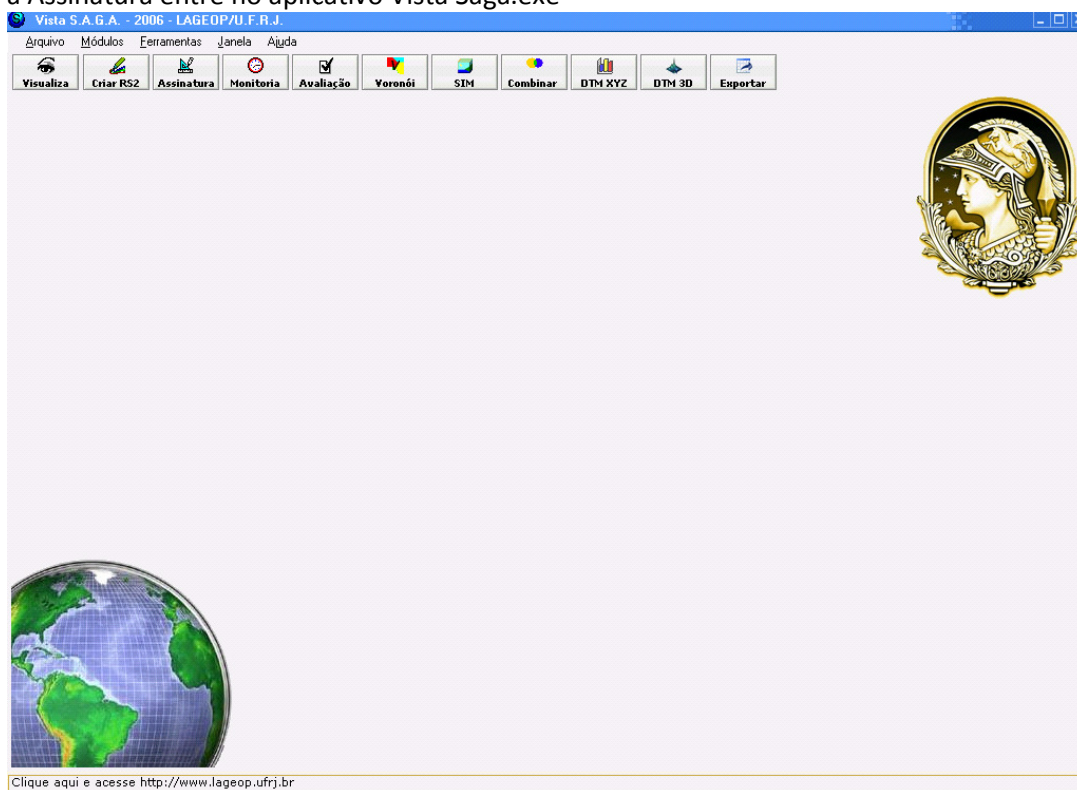 a Assinatura entre no aplicativo Vista Saga.exe
Vista S.A.G.A. - 2006 - LAGEOP/U.F.R.J.
Arquivo Módulos Ferramentas Janela Ajuda
Visualiza Criar RS2 Assinatura Monitoria Avaliação Voronói SIM Combinar DTM XYZ DTM 3D Exportar
Clique aqui e acesse http://www.lageop.ufrj.br